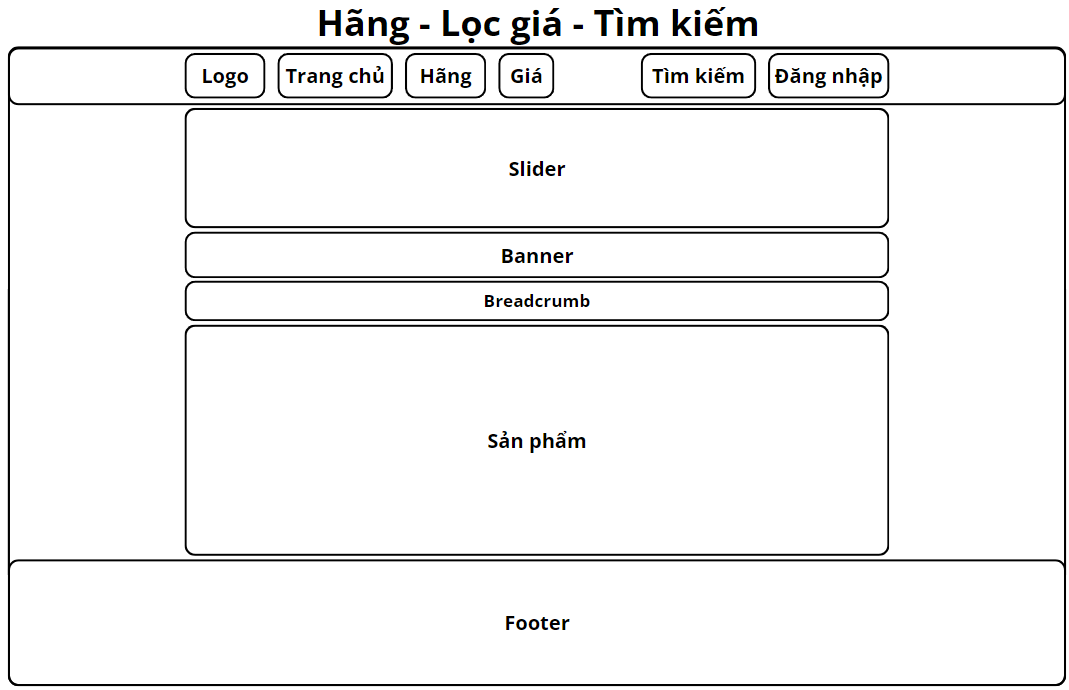 Hãng - Lọc giá - Tìm kiếm
Logo
Trang chủ
Hãng
Giá
Tìm kiếm
Đăng nhập
Slider
Banner
Breadcrumb
Sản phẩm
Footer